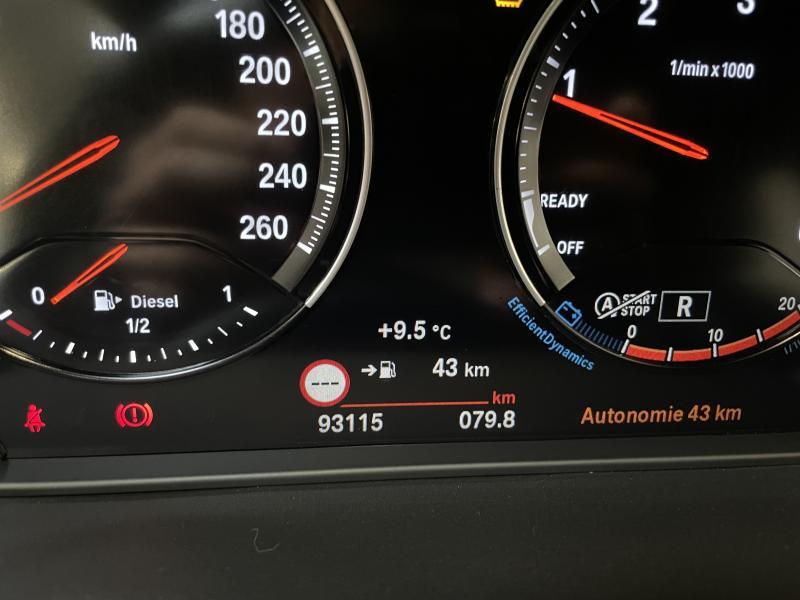 km/h
180
200
220
240
260
0
Diesel
1
1/2
2
3
1/min x 1000
1
READY
OFF
START
STOP
R
0
10
20
EfficientDynamics
+9.5 °C
---
43 km
km
93115
079.8
Autonomie 43 km